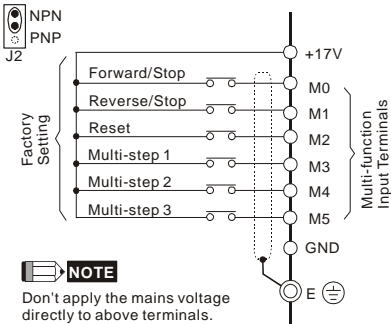 NPN
PNP
J2
+17V
Forward/Stop
M0
Reverse/Stop
M1
Reset
M2
Multi-step 1
M3
Multi-step 2
M4
Multi-step 3
M5
Factory
Setting
Multi-function
Input Terminals
GND
E
NOTE
Don't apply the mains voltage
directly to above terminals.